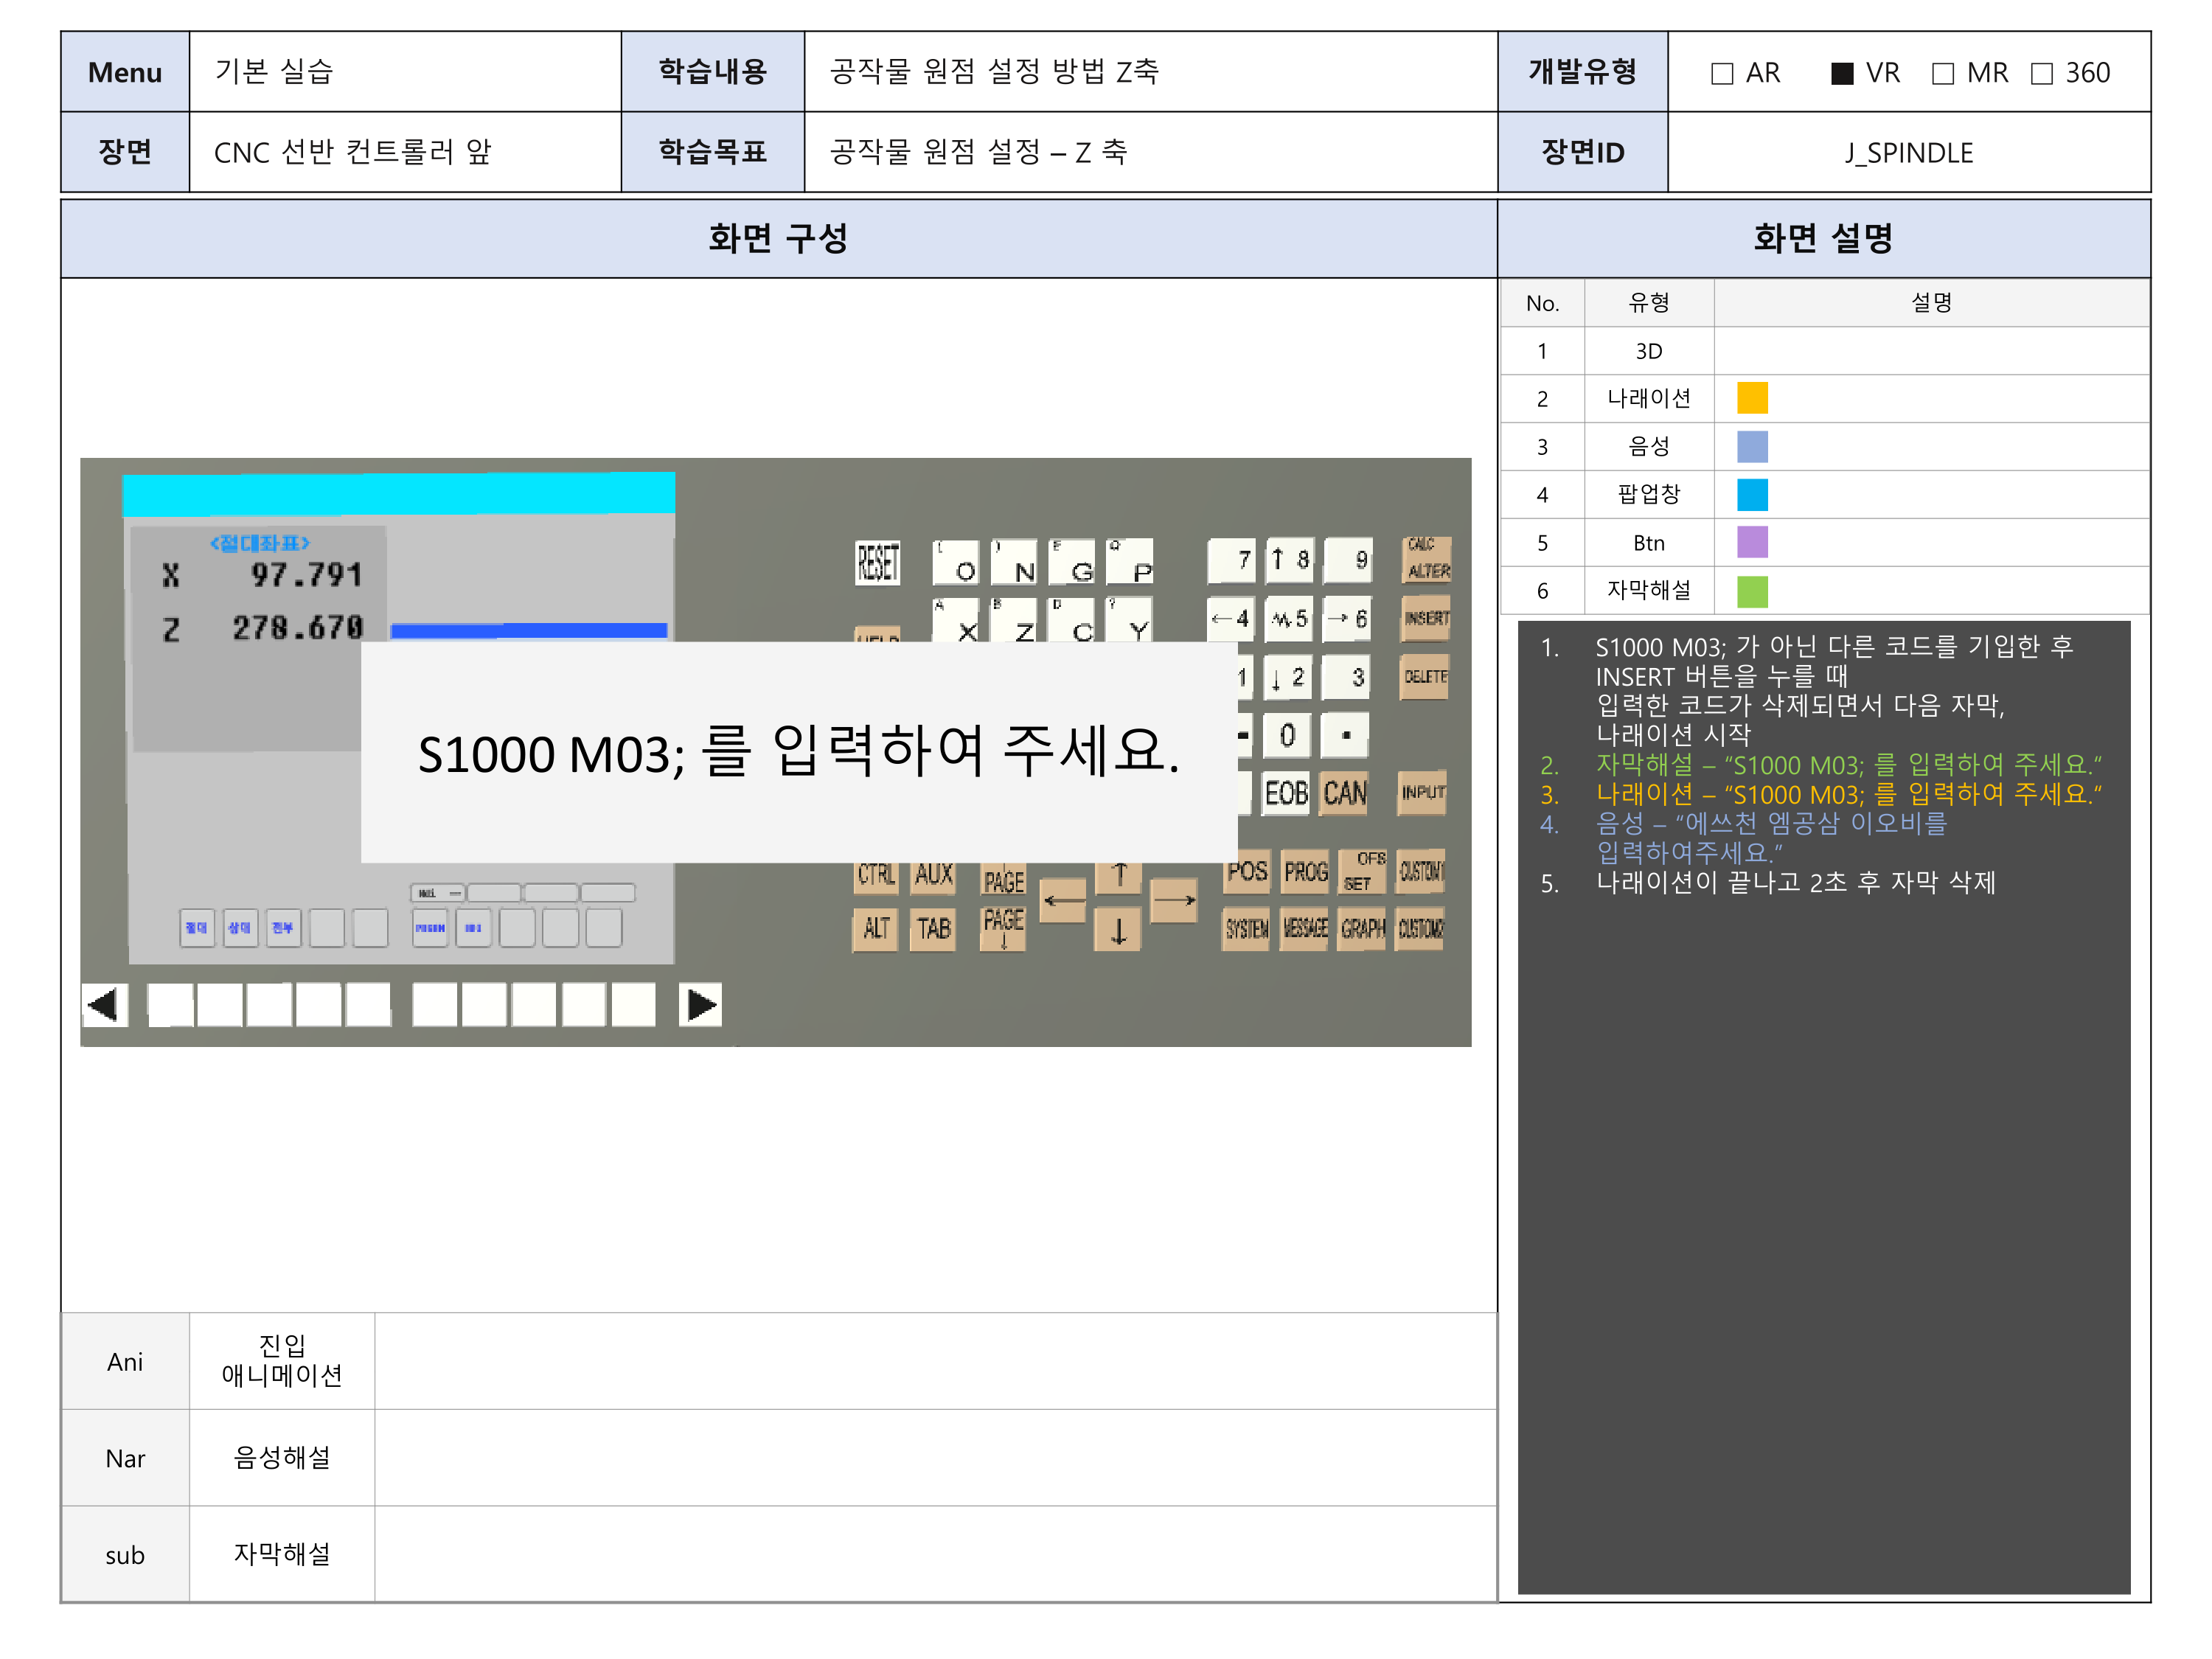 Menu 기본 실습 학습내용 공작물 원점 설정 방법 Z축 개발유형 □ AR ■ VR □ MR □ 360
장면 CNC 선반 컨트롤러 앞 학습목표 공작물 원점 설정 – Z 축 장면ID J_SPINDLE
화면 구성
<절대좌표>
X 97.791
Z 278.670
RESET O N G P 7 ↑ 8 9 CALC ALTER
A X B Z D C ? Y ← 4 5 → 6 INSERT
1 ↓ 2 3 DELETE
S1000 M03; 를 입력하여 주세요.
- 0 .
EOB CAN INPUT
CTRL AUX PAGE ↑ POS PROG OFS SET CUSTOM1
← →
ALT TAB PAGE ↓ ↓ SYSTEM MESSAGE GRAPH CUSTOM2
절대 상대 전부
◀ ▶
Ani 진입
애니메이션
Nar 음성해설
sub 자막해설
화면 설명
No. 유형 설명
1 3D
2 나래이션
3 음성
4 팝업창
5 Btn
6 자막해설
1. S1000 M03; 가 아닌 다른 코드를 기입한 후
INSERT 버튼을 누를 때
입력한 코드가 삭제되면서 다음 자막,
나래이션 시작
2. 자막해설 – “S1000 M03; 를 입력하여 주세요.“
3. 나래이션 – “S1000 M03; 를 입력하여 주세요.“
4. 음성 – “에쓰천 엠공삼 이오비를
입력하여주세요.”
5. 나래이션이 끝나고 2초 후 자막 삭제